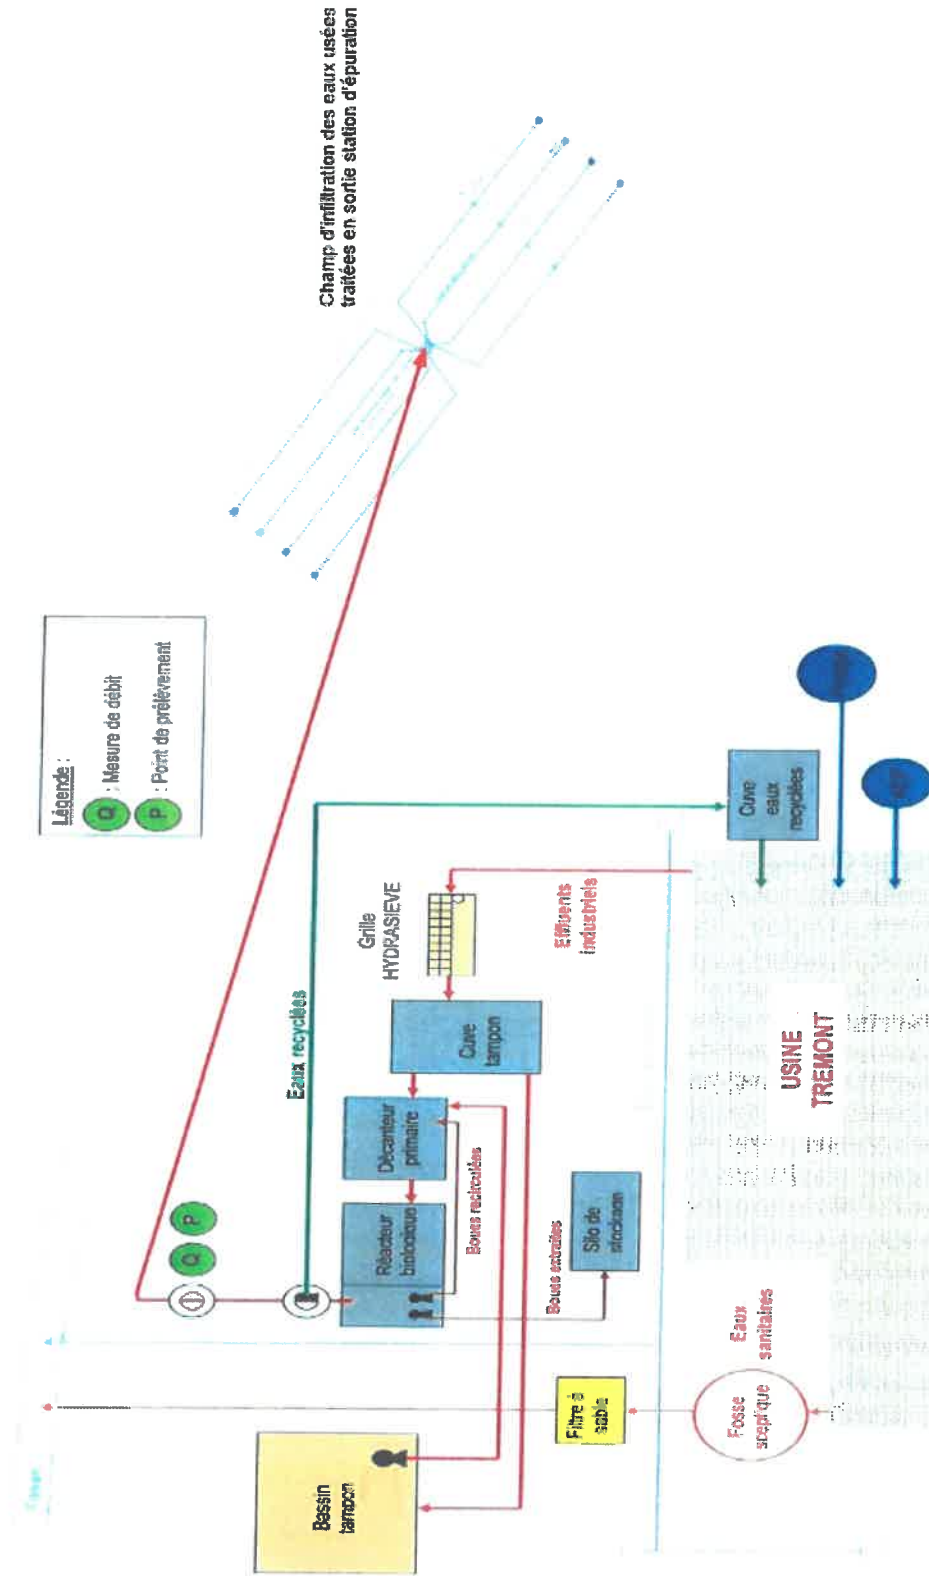 Champ d'infiltration des eaux usées
traitées en sortie station d'épuration
Légende :
Q : Mesure de débit
P : Point de prélèvement
Q
P
Eaux recyclées
Grille
HYDRASIEVE
Cuve
tampon
Décanteur
primaire
Réacteur
biologique
Boues recirculées
Boues extraites
Silo de
stockage
Effluents
industriels
Cuve
eaux
recyclées
USINE
TREMONT
Bassin
tampon
Filtre à
sable
Fosse
sceptique
Eaux
sanitaires